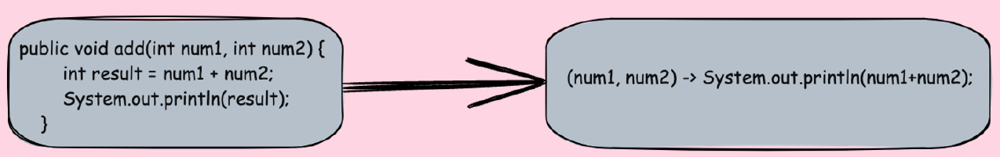 public void add(int num1, int num2) {
int result = num1 + num2;
System.out.println(result);
}
(num1, num2) -> System.out.println(num1+num2);